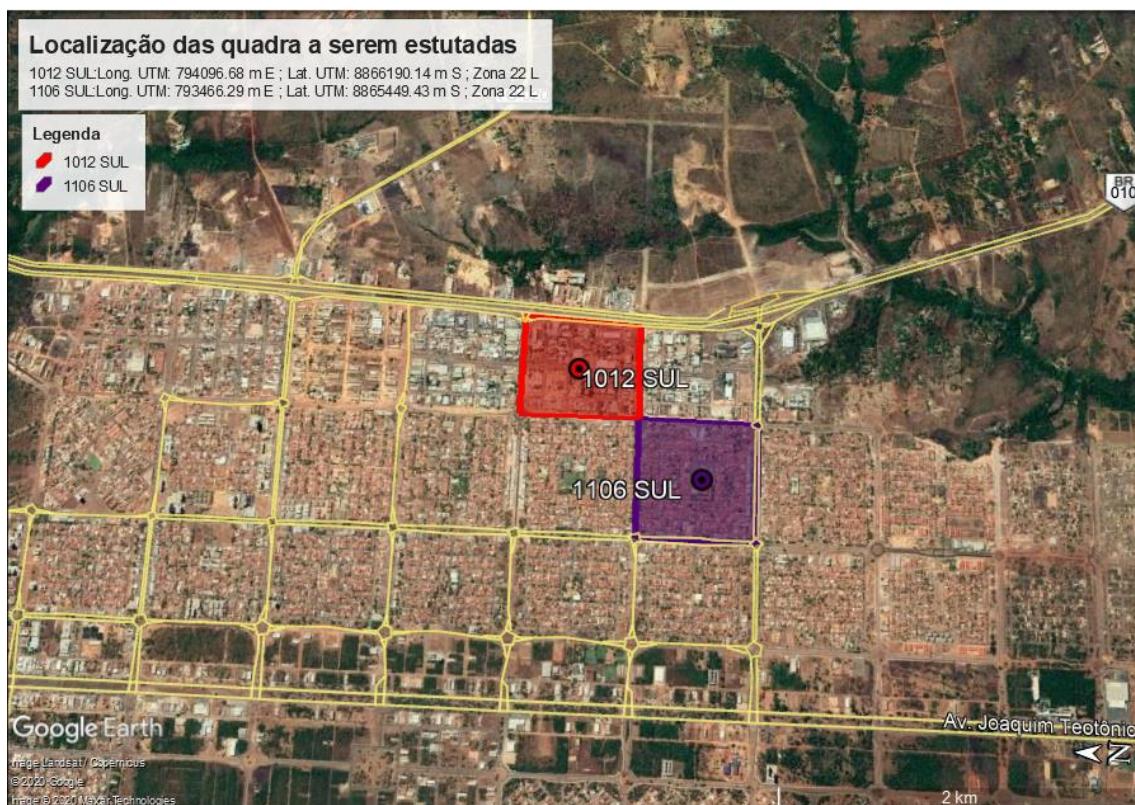 Localização das quadra a serem estutadas
1012 SUL:Long. UTM: 794096.68 m E ; Lat. UTM: 8866190.14 m S ; Zona 22 L
1106 SUL:Long. UTM: 793466.29 m E ; Lat. UTM: 8865449.43 m S ; Zona 22 L
Legenda
1012 SUL
1106 SUL
BR
010
1012 SUL
1106 SUL
Av. Joaquim Teotônio
Google Earth
N
Image Landsat / Copernicus
© 2020 Google
Image © 2020 Maxar Technologies
2 km